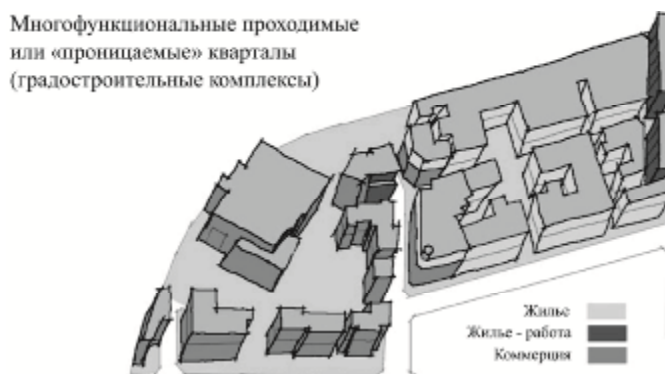 Многофункциональные проходимые
или «проницаемые» кварталы
(градостроительные комплексы)
Жилье
Жилье - работа
Коммерция